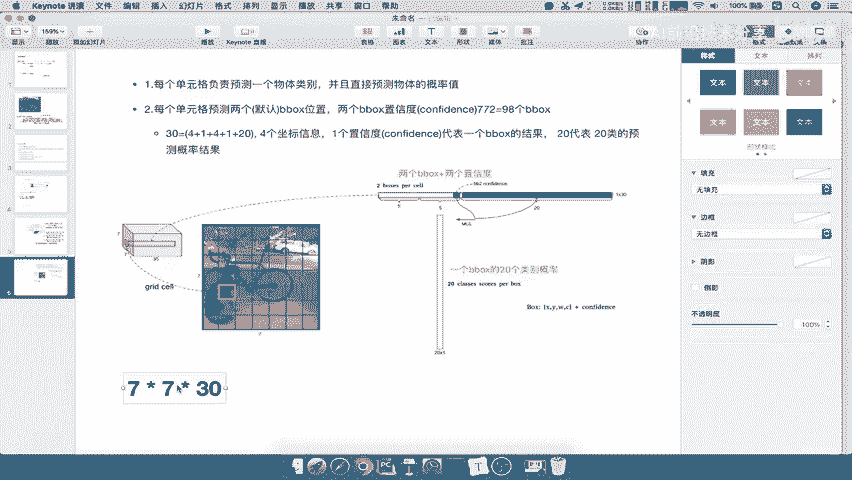 Keynote 讲演 文件 编辑 插入 幻灯片 格式 排列 显示 播放 共享 窗口 帮助
100%
未命名
159%
显示 缩放 添加幻灯片
播放 Keynote 直播
表格 图表 文本 形状 媒体 批注
协作
格式 文稿
样式 文本 排列
文本 文本 文本
文本 文本 文本
形状样式
填充
无填充
边框
无边框
阴影
倒影
不透明度
100%
• 1.每个单元格负责预测一个物体类别，并且直接预测物体的概率值
• 2.每个单元格预测两个(默认)bbox位置，两个bbox置信度(confidence)772=98个bbox
30=(4+1+4+1+20), 4个坐标信息，1个置信度(confidence)代表一个bbox的结果， 20代表 20类的预
测概率结果
两个bbox+两个置信度
2 boxes per cell
1x30
5 20
grid cell
一个bbox的20个类别概率
20 classes scores per box
Box: (x,y,w,c) + confidence
20x1
7
7 * 7 * 30